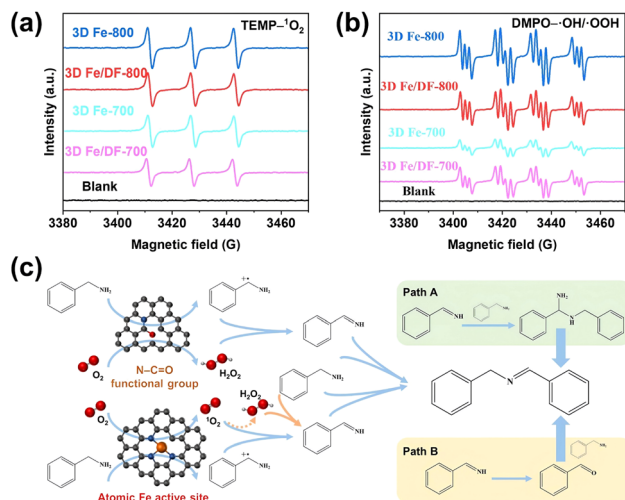 (a)
TEMP–¹O₂
3D Fe-800
3D Fe/DF-800
3D Fe-700
3D Fe/DF-700
Blank
Intensity (a.u.)
3380 3400 3420 3440 3460
Magnetic field (G)
(b)
DMPO–·OH/·OOH
3D Fe-800
3D Fe/DF-800
3D Fe-700
3D Fe/DF-700
Blank
Intensity (a.u.)
3380 3400 3420 3440 3460
Magnetic field (G)
(c)
NH₂
O₂
N–C=O
functional group
NH₂
H₂O₂
NH
O₂
¹O₂
H₂O₂
NH₂
NH₂
Atomic Fe active site
NH₂
NH
Path A
NH
NH₂
NH₂
N
H
N
Path B
NH
NH₂
O